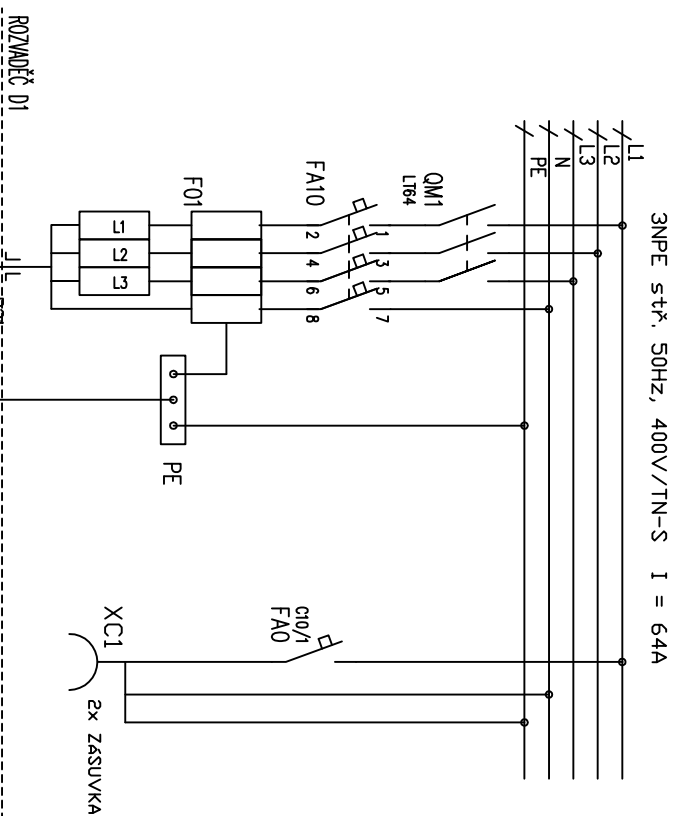 3NPE stř. 50Hz, 400V/TN-S I = 64A
L1
L2
L3
N
PE
QM1
LT64
1
3
5
7
FA10
2
4
6
8
F01
L1
L2
L3
PE
C10/1
FA0
XC1
2x ZÁSUVKA
ROZVADĚČ D1